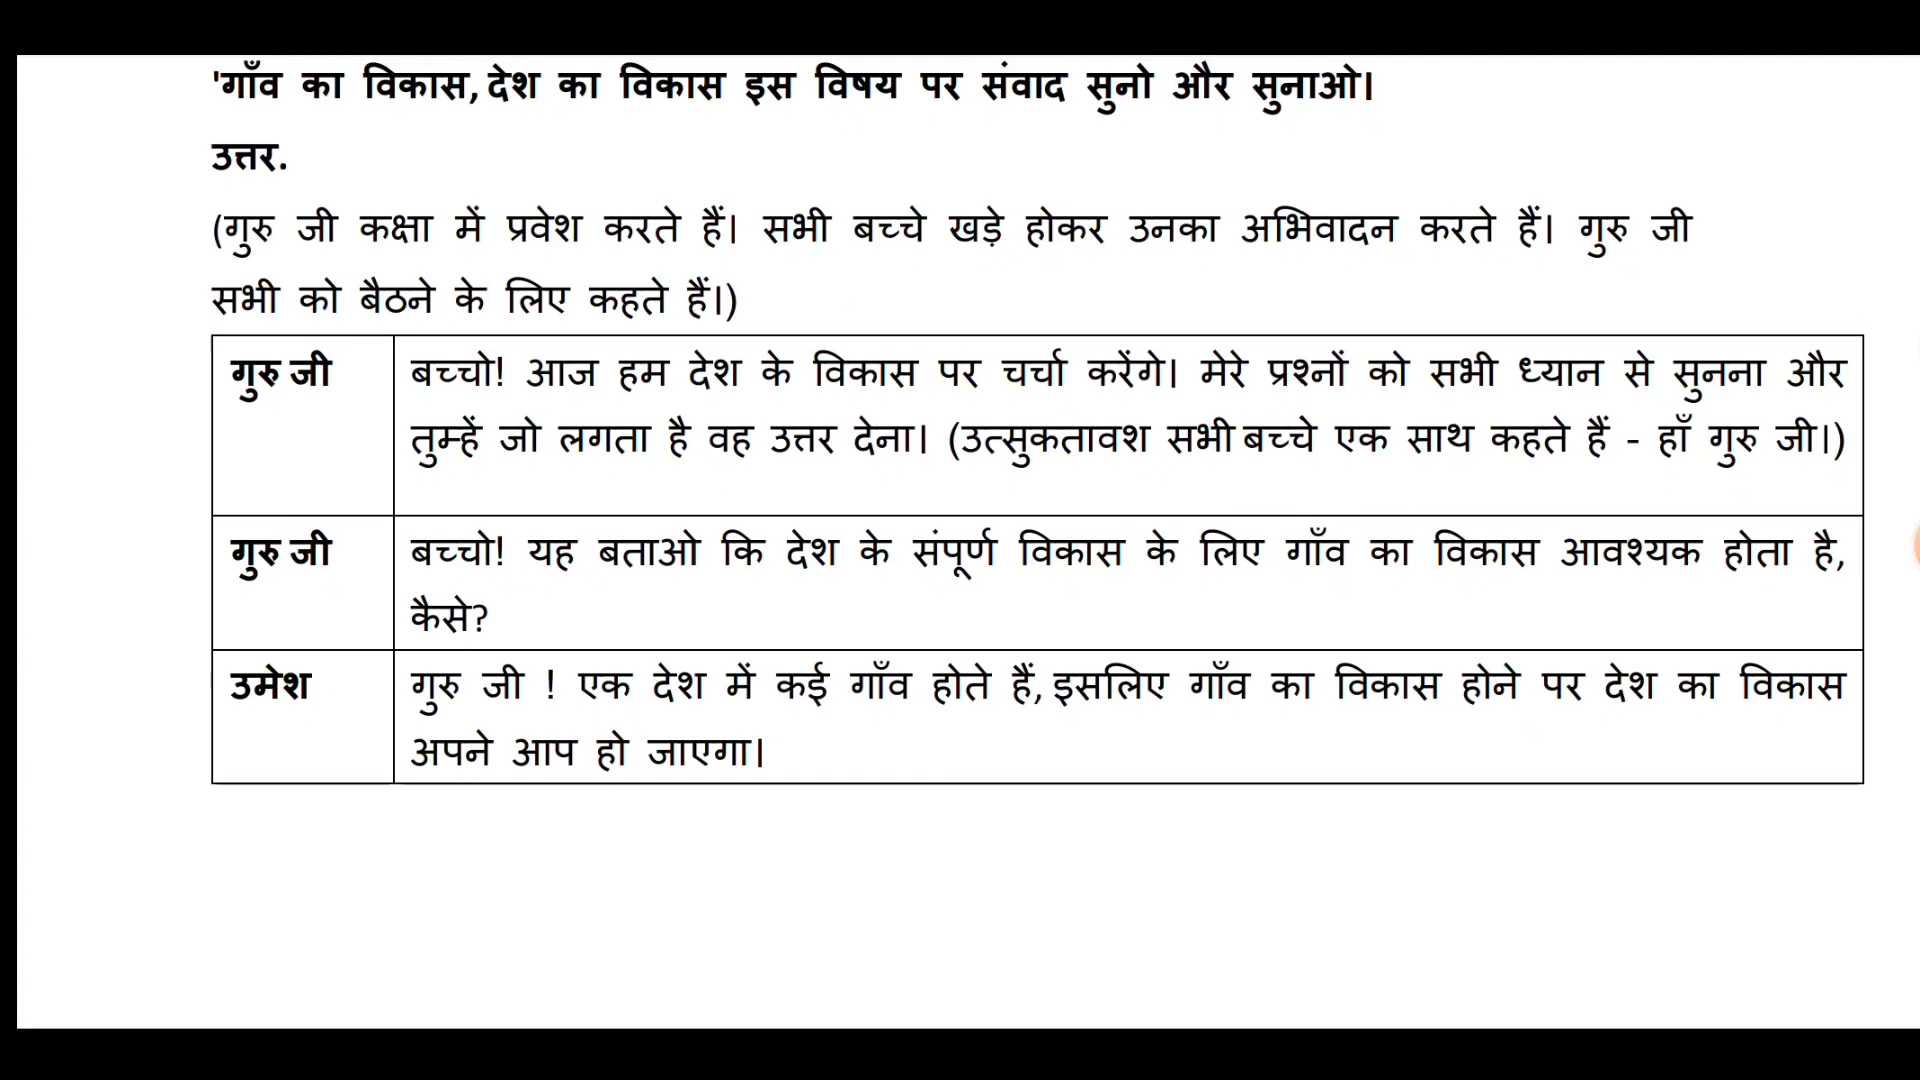 'गाँव का विकास, देश का विकास इस विषय पर संवाद सुनो और सुनाओ।
उत्तर.
(गुरु जी कक्षा में प्रवेश करते हैं। सभी बच्चे खड़े होकर उनका अभिवादन करते हैं। गुरु जी
सभी को बैठने के लिए कहते हैं।)
गुरु जी बच्चो! आज हम देश के विकास पर चर्चा करेंगे। मेरे प्रश्नों को सभी ध्यान से सुनना और
तुम्हें जो लगता है वह उत्तर देना। (उत्सुकतावश सभी बच्चे एक साथ कहते हैं - हाँ गुरु जी।)
गुरु जी बच्चो! यह बताओ कि देश के संपूर्ण विकास के लिए गाँव का विकास आवश्यक होता है,
कैसे?
उमेश गुरु जी ! एक देश में कई गाँव होते हैं, इसलिए गाँव का विकास होने पर देश का विकास
अपने आप हो जाएगा।